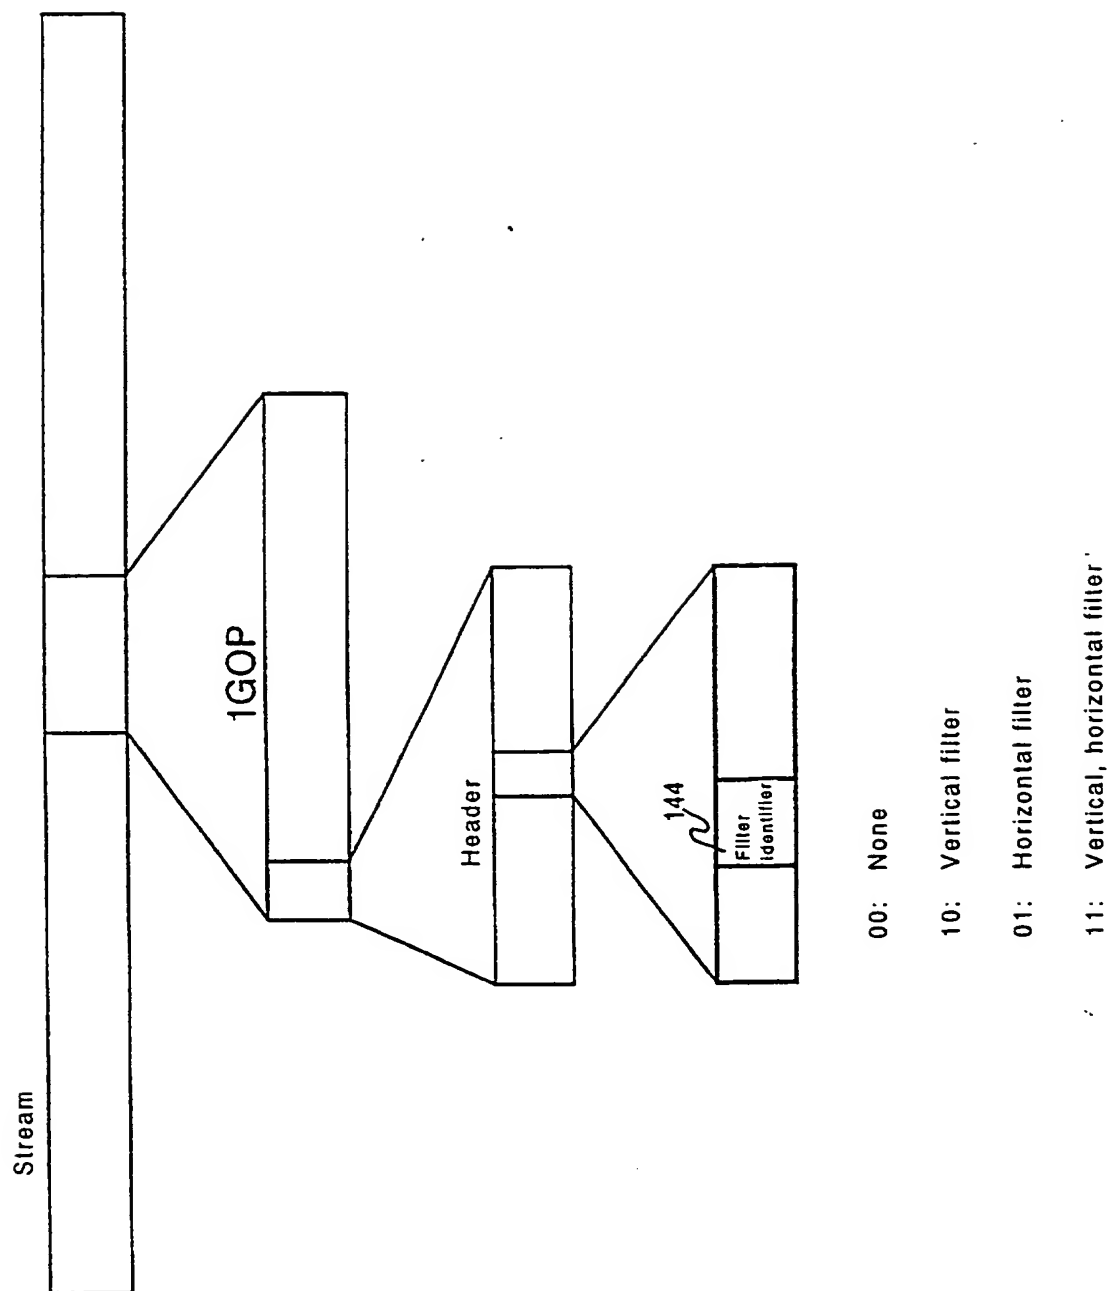 Stream
1GOP
Header
144
Filter
identifier
00: None
10: Vertical filter
01: Horizontal filter
11: Vertical, horizontal filter